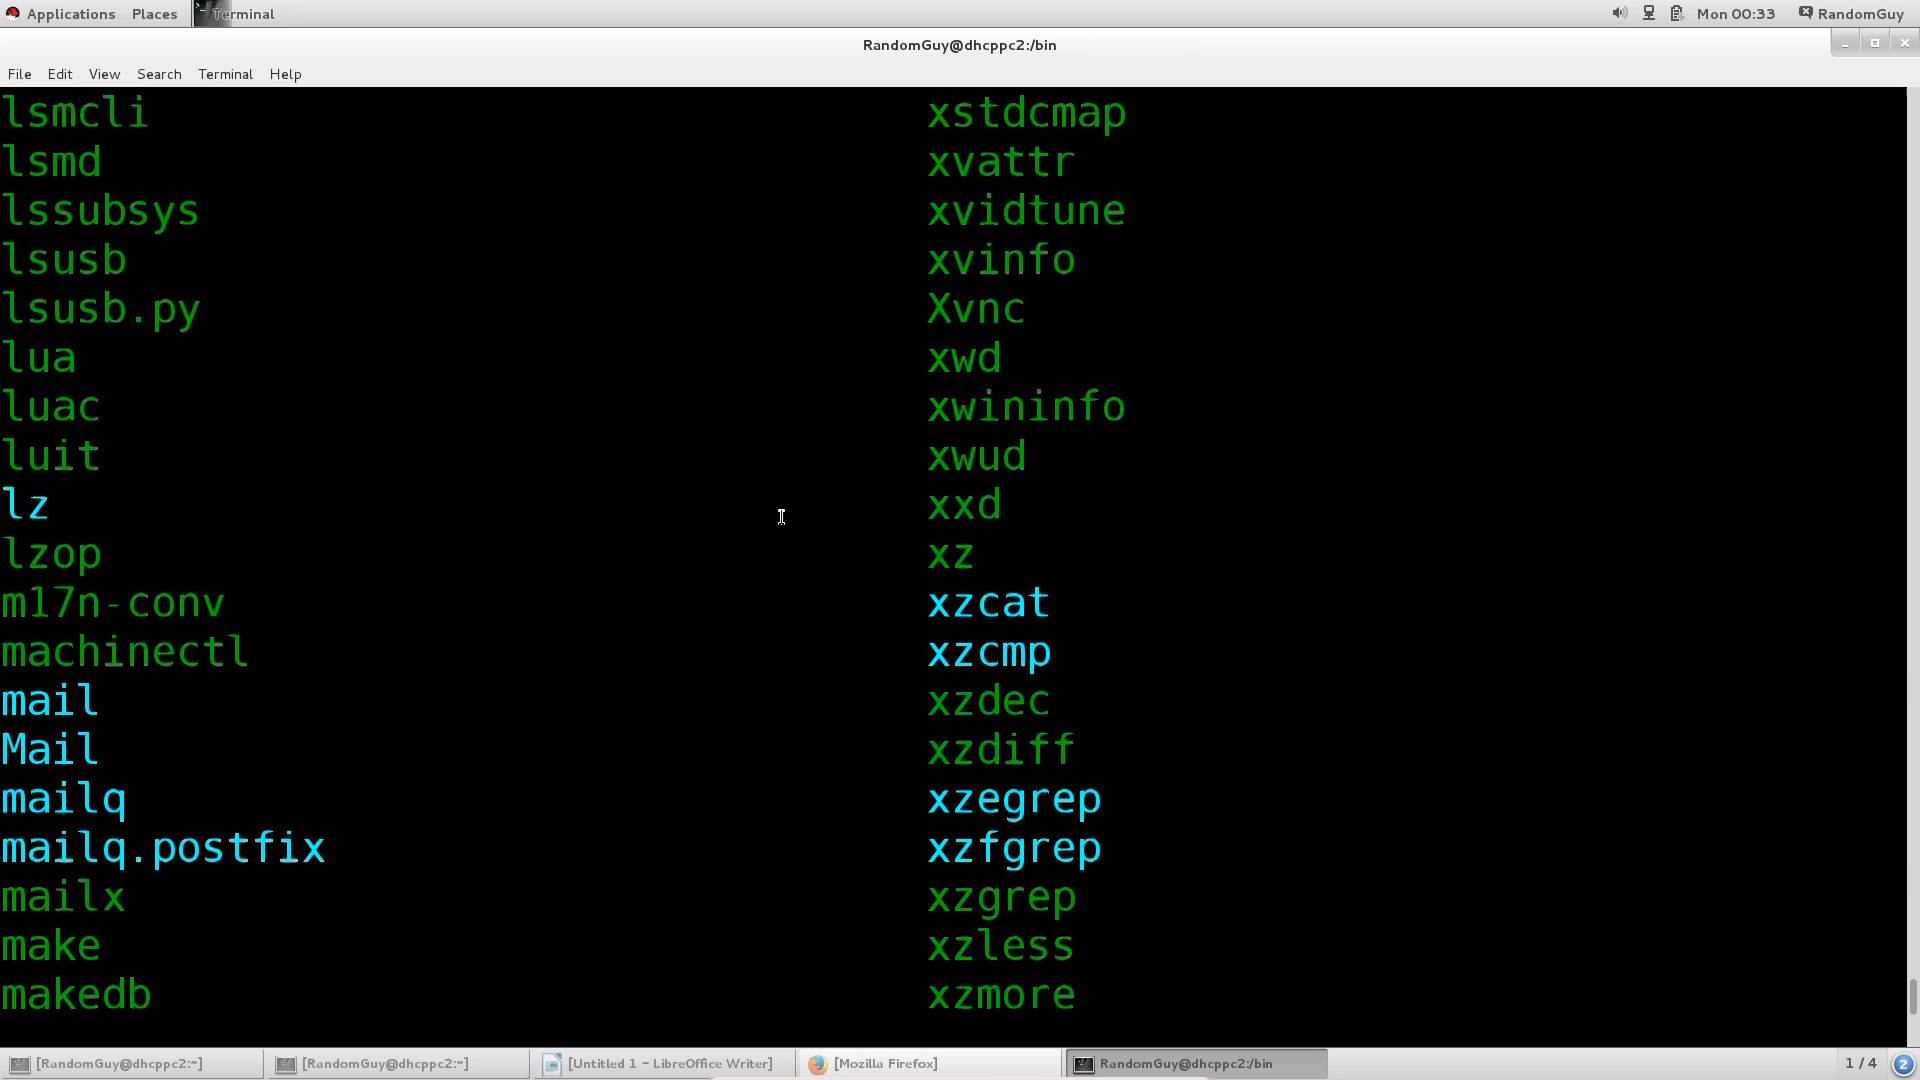 Applications Places Terminal Mon 00:33 RandomGuy
RandomGuy@dhcppc2:/bin
File Edit View Search Terminal Help
lsmcli xstdcmap
lsmd xvattr
lssubsys xvidtune
lsusb xvinfo
lsusb.py Xvnc
lua xwd
luac xwininfo
luit xwud
lz xxd
lzop xz
m17n-conv xzcat
machinectl xzcmp
mail xzdec
Mail xzdiff
mailq xzegrep
mailq.postfix xzfgrep
mailx xzgrep
make xzless
makedb xzmore
[RandomGuy@dhcppc2:~] [RandomGuy@dhcppc2:~] [Untitled 1 - LibreOffice Writer] [Mozilla Firefox] RandomGuy@dhcppc2:/bin 1 / 4 2